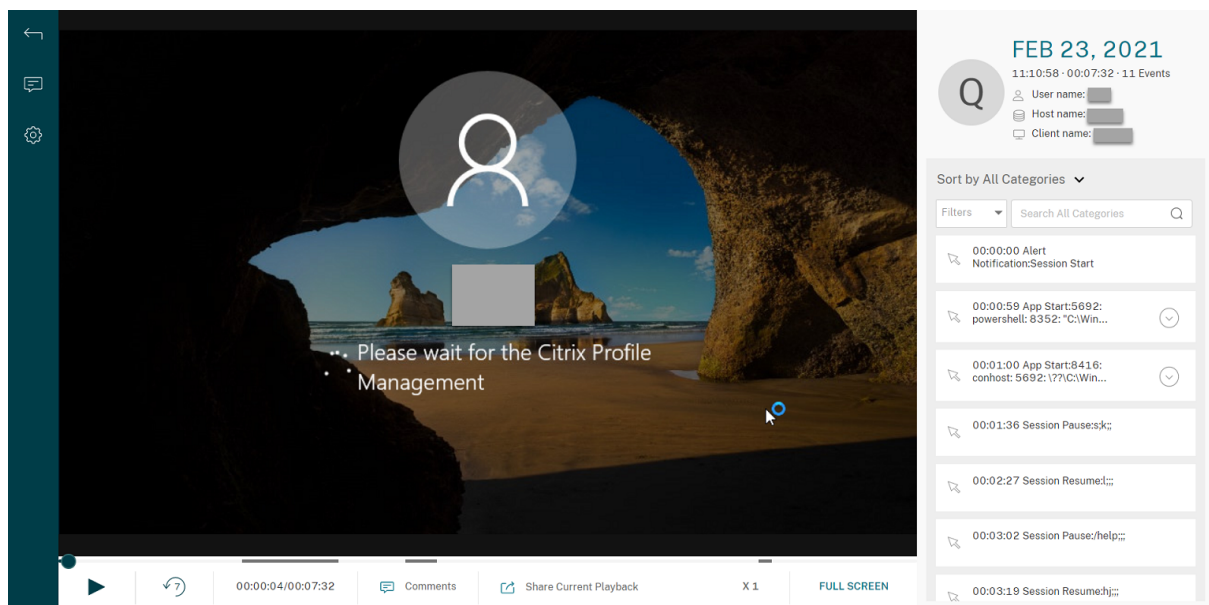 Please wait for the Citrix Profile
Management
7
00:00:04/00:07:32
Comments
Share Current Playback
X 1
FULL SCREEN
Q
FEB 23, 2021
11:10:58 · 00:07:32 · 11 Events
User name:
Host name:
Client name:
Sort by All Categories
Filters
Search All Categories
00:00:00 Alert
Notification:Session Start
00:00:59 App Start:5692:
powershell: 8352: "C:\Win...
00:01:00 App Start:8416:
conhost: 5692: \??\C:\Win...
00:01:36 Session Pause:s;k;;
00:02:27 Session Resume:l;;;
00:03:02 Session Pause:/help;;;
00:03:19 Session Resume:hj;;;